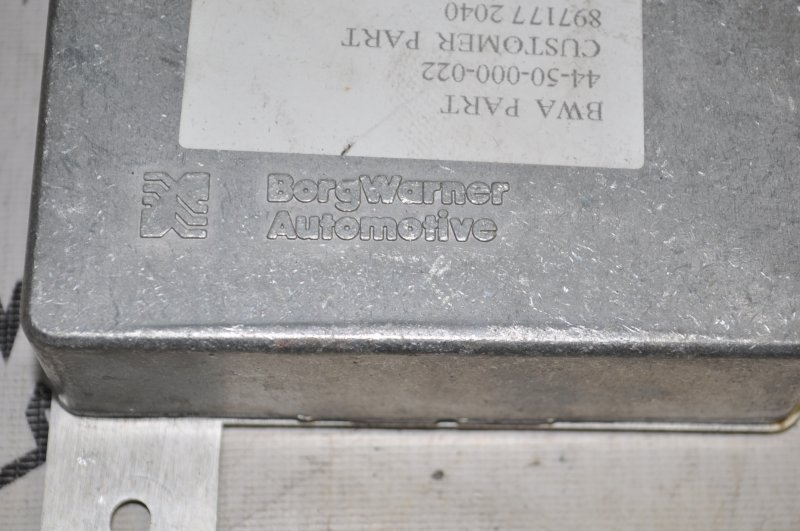 BWA PART
44-50-000-022
CUSTOMER PART
897177 2040
BorgWarner
Automotive